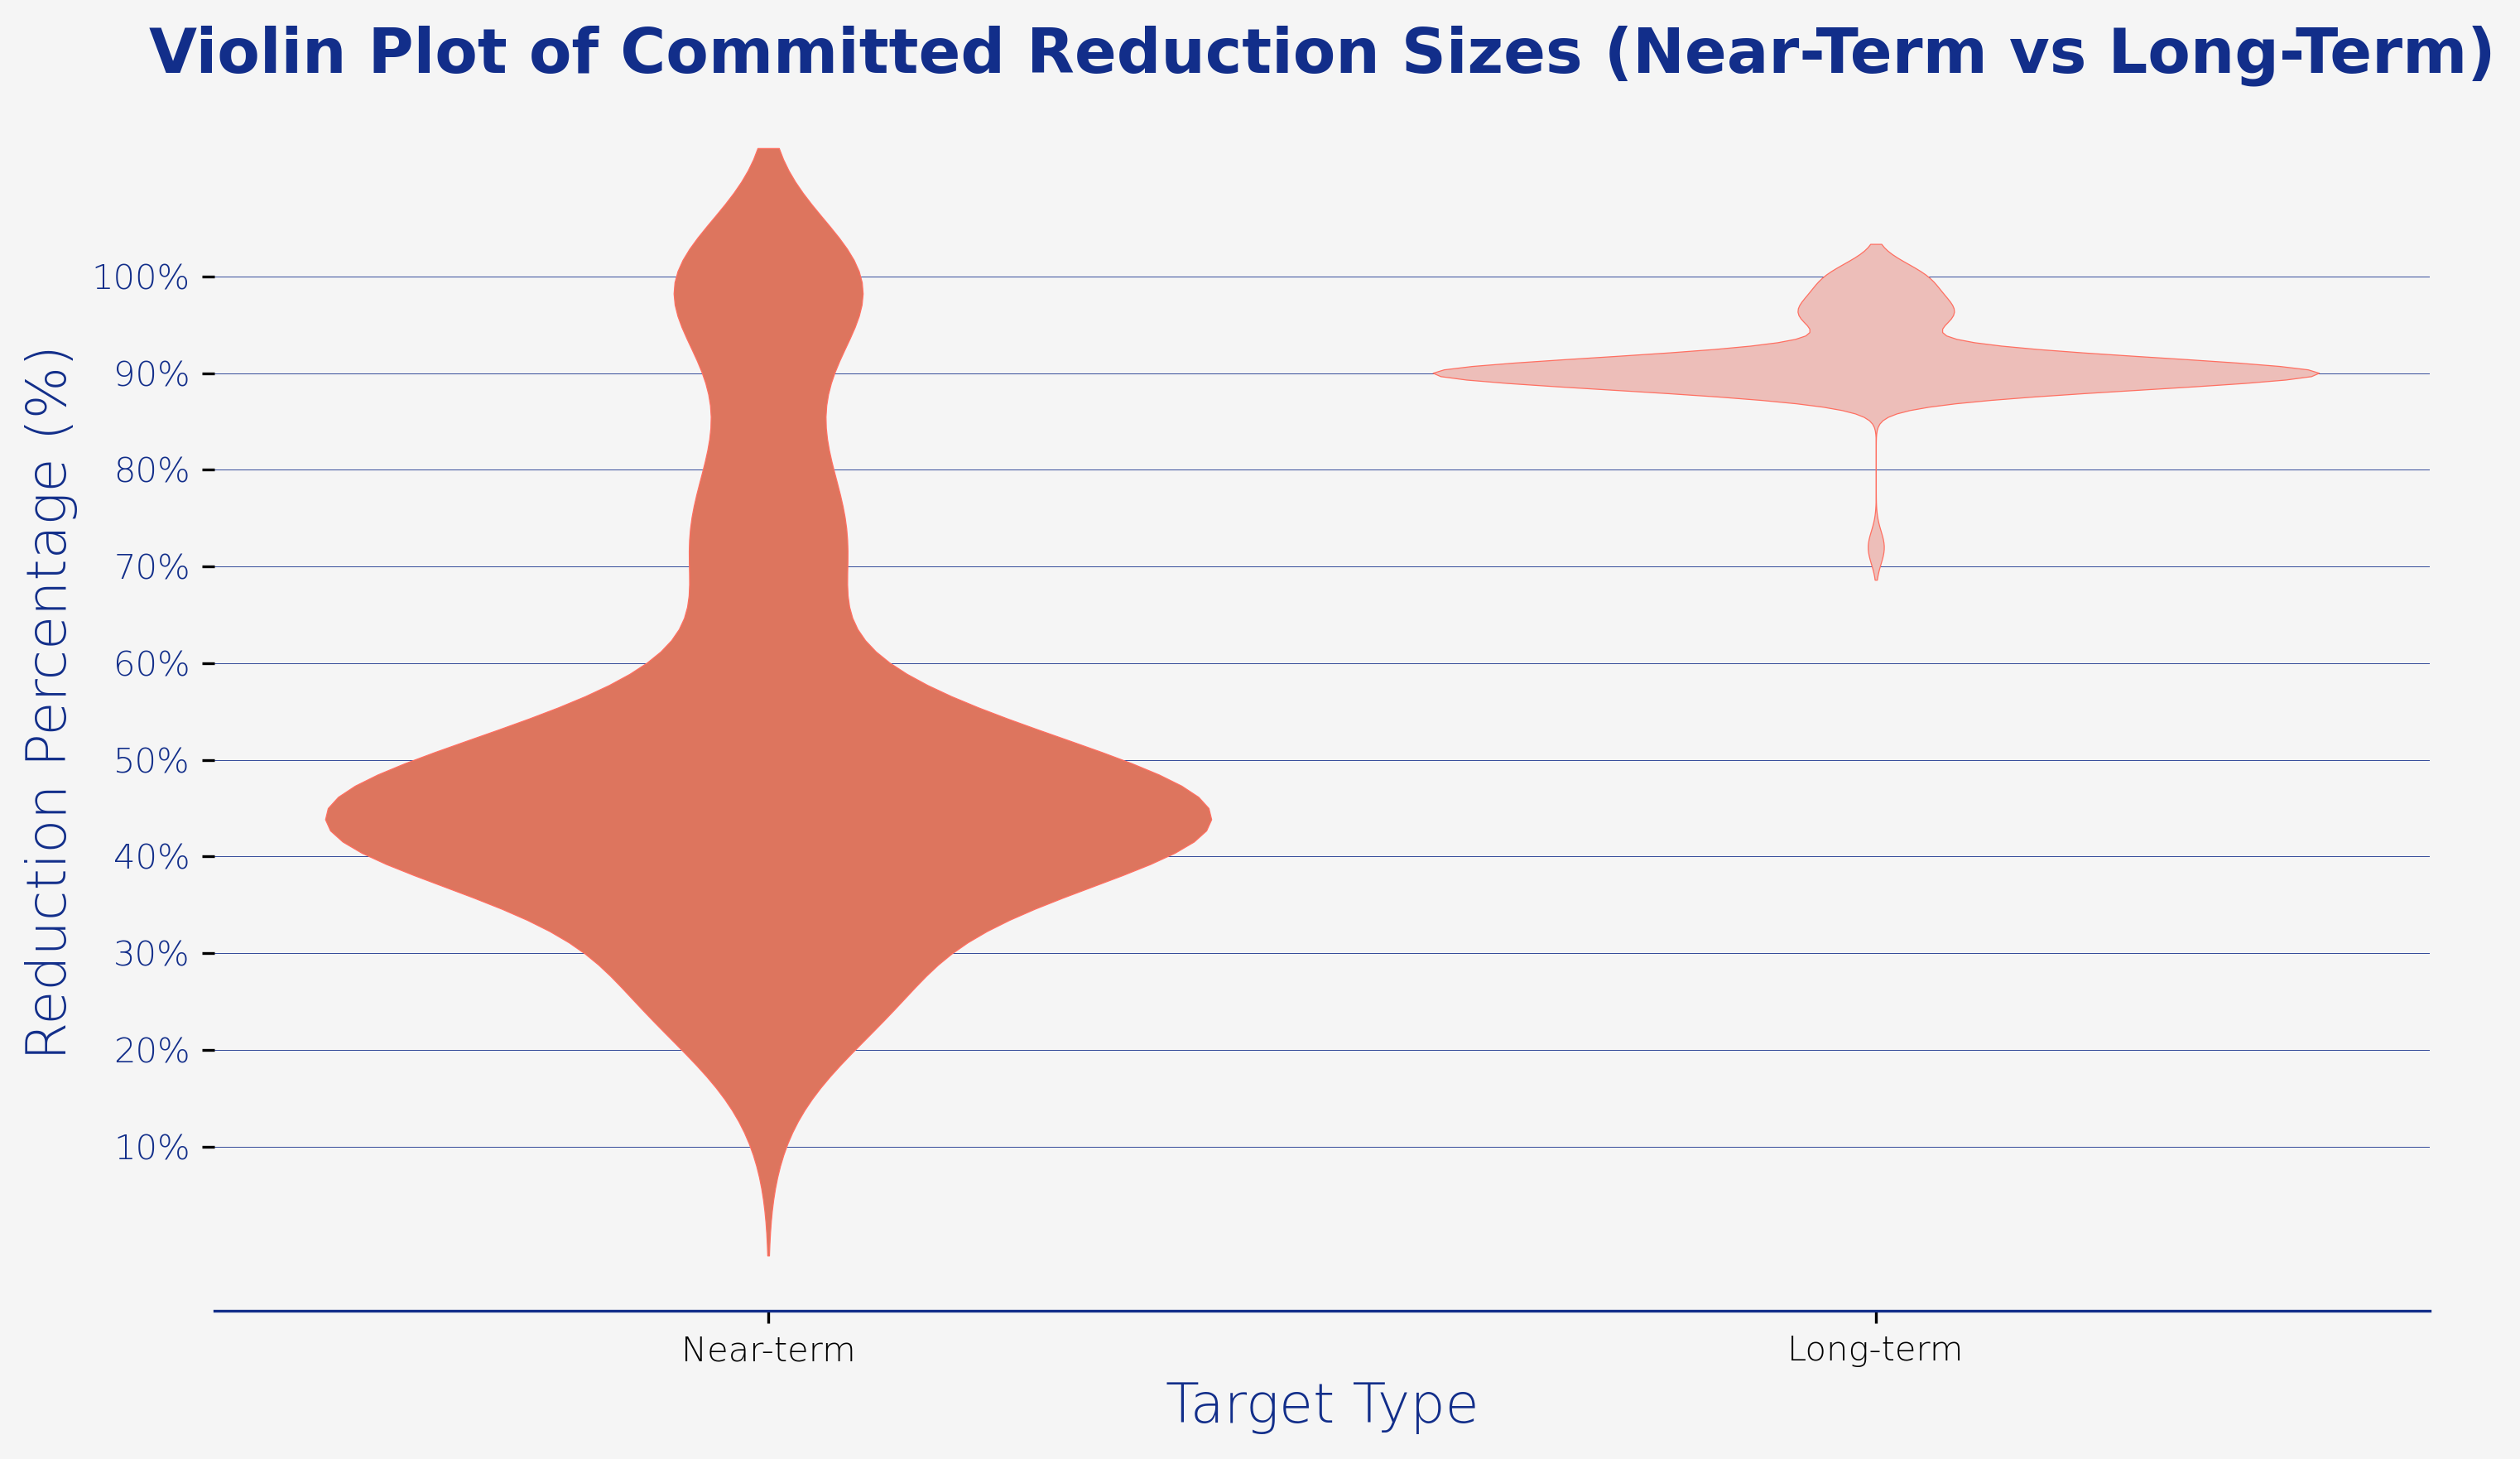 Violin Plot of Committed Reduction Sizes (Near-Term vs Long-Term)
Reduction Percentage (%)
100%
90%
80%
70%
60%
50%
40%
30%
20%
10%
Near-term
Long-term
Target Type